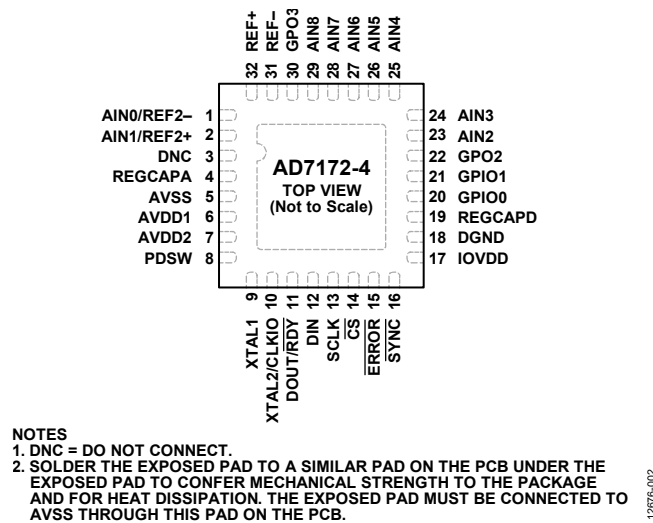 32 REF+
31 REF–
30 GPO3
29 AIN8
28 AIN7
27 AIN6
26 AIN5
25 AIN4
AIN0/REF2– 1
AIN1/REF2+ 2
DNC 3
REGCAPA 4
AVSS 5
AVDD1 6
AVDD2 7
PDSW 8
AD7172-4
TOP VIEW
(Not to Scale)
24 AIN3
23 AIN2
22 GPO2
21 GPIO1
20 GPIO0
19 REGCAPD
18 DGND
17 IOVDD
XTAL1 9
XTAL2/CLKIO 10
DOUT/RDY 11
DIN 12
SCLK 13
CS 14
ERROR 15
SYNC 16
NOTES
1. DNC = DO NOT CONNECT.
2. SOLDER THE EXPOSED PAD TO A SIMILAR PAD ON THE PCB UNDER THE
EXPOSED PAD TO CONFER MECHANICAL STRENGTH TO THE PACKAGE
AND FOR HEAT DISSIPATION. THE EXPOSED PAD MUST BE CONNECTED TO
AVSS THROUGH THIS PAD ON THE PCB.
12676-002